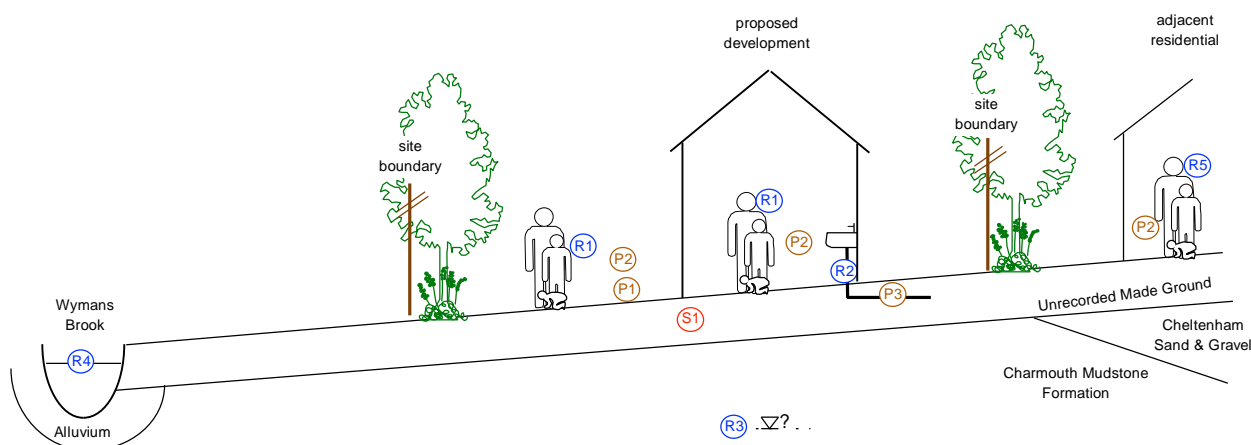 proposed
development
adjacent
residential
site
boundary
site
boundary
R5
R1
R1
P2
P2
P2
R2
P1
P3
S1
Unrecorded Made Ground
Wymans
Brook
R4
Cheltenham
Sand & Gravel
Charmouth Mudstone
Formation
Alluvium
R3 ?